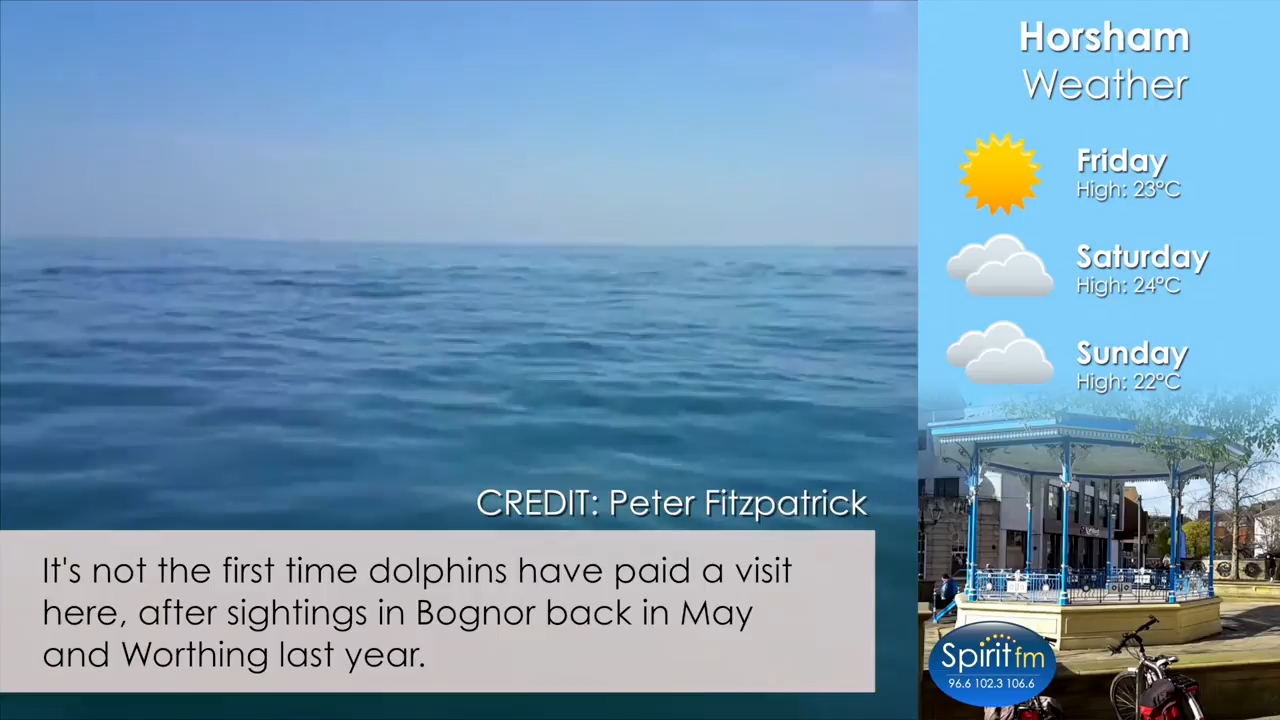 CREDIT: Peter Fitzpatrick
It's not the first time dolphins have paid a visit
here, after sightings in Bognor back in May
and Worthing last year.
Horsham
Weather
Friday
High: 23°C
Saturday
High: 24°C
Sunday
High: 22°C
Spirit fm
96.6 102.3 106.6